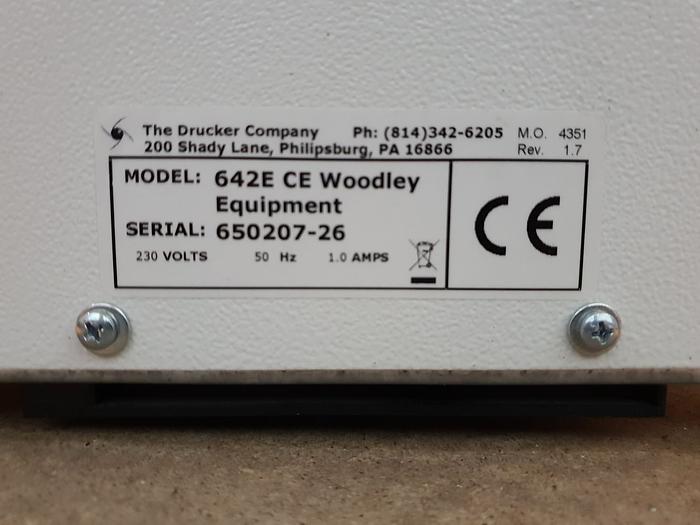 The Drucker Company Ph: (814)342-6205 M.O. 4351
200 Shady Lane, Philipsburg, PA 16866 Rev. 1.7
MODEL: 642E CE Woodley
Equipment
SERIAL: 650207-26
230 VOLTS 50 Hz 1.0 AMPS
CE